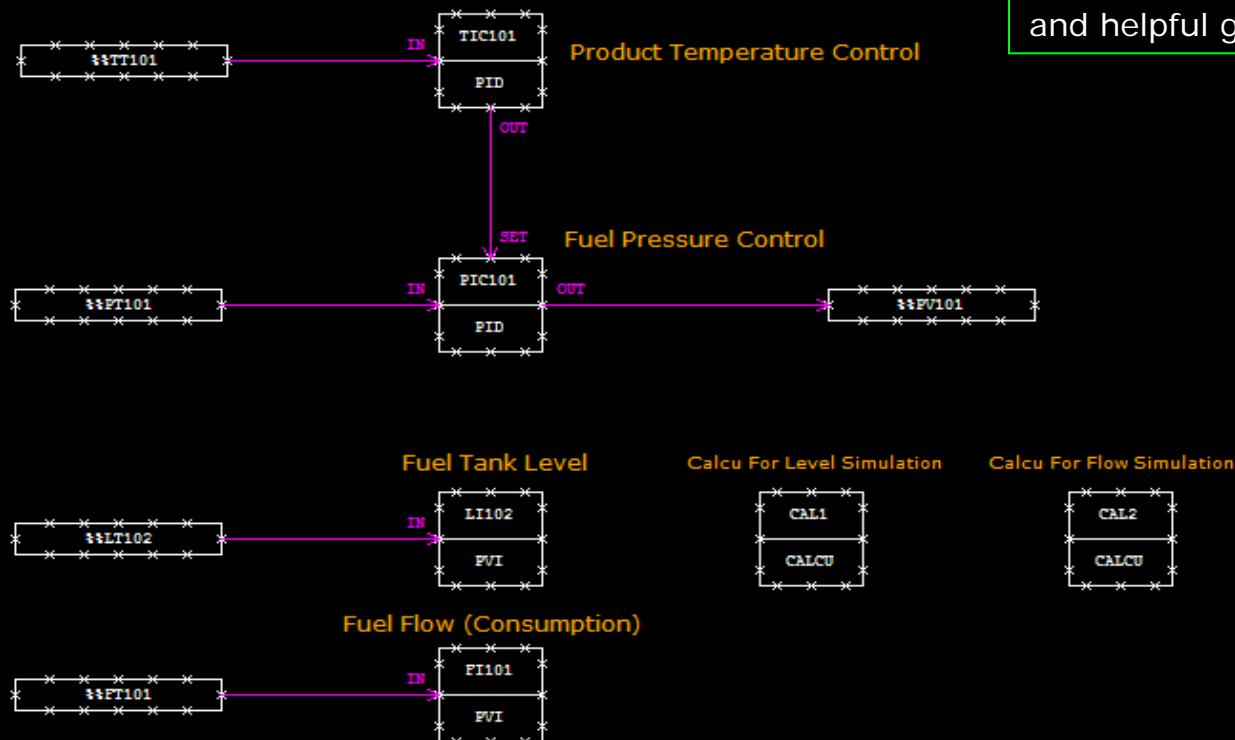 and helpful g
%%TT101
IN
TIC101
PID
Product Temperature Control
OUT
SET
Fuel Pressure Control
%%PT101
IN
PIC101
PID
OUT
%%PV101
Fuel Tank Level
Calcu For Level Simulation
Calcu For Flow Simulation
%%LT102
IN
LI102
PVI
CAL1
CALCU
CAL2
CALCU
Fuel Flow (Consumption)
%%FT101
IN
FI101
PVI